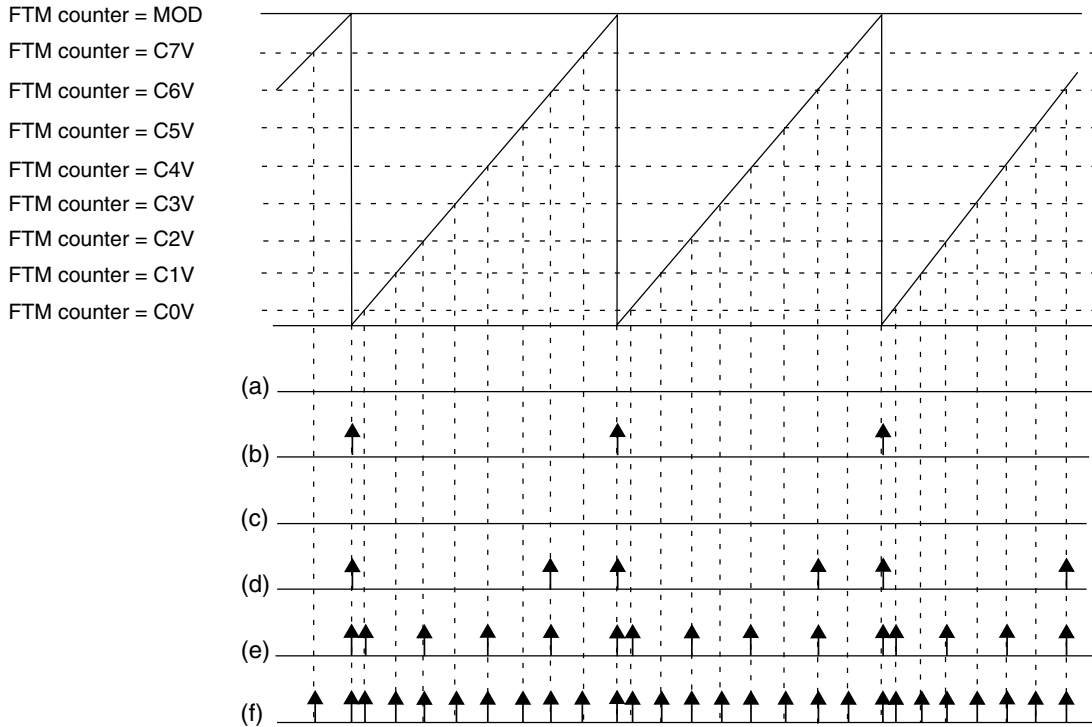 FTM counter = MOD
FTM counter = C7V
FTM counter = C6V
FTM counter = C5V
FTM counter = C4V
FTM counter = C3V
FTM counter = C2V
FTM counter = C1V
FTM counter = C0V
(a)
(b)
(c)
(d)
(e)
(f)